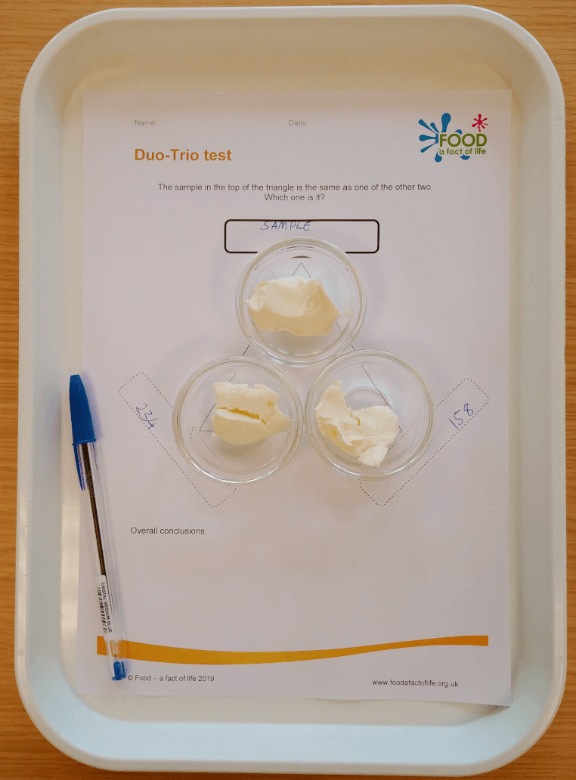 Name
Date
FOOD
a fact of life
Duo-Trio test
The sample in the top of the triangle is the same as one of the other two.
Which one is it?
SAMPLE
234
158
Overall conclusions
© Food – a fact of life 2019
www.foodafactoflife.org.uk